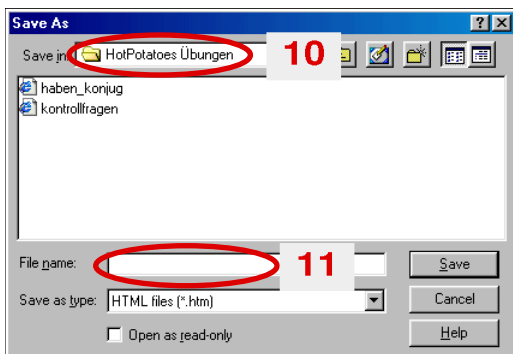 Save As
Save in: HotPotatoes Übungen 10
haben_konjug
kontrollfragen
File name: 11 Save
Save as type: HTML files (*.htm) Cancel
Open as read-only Help